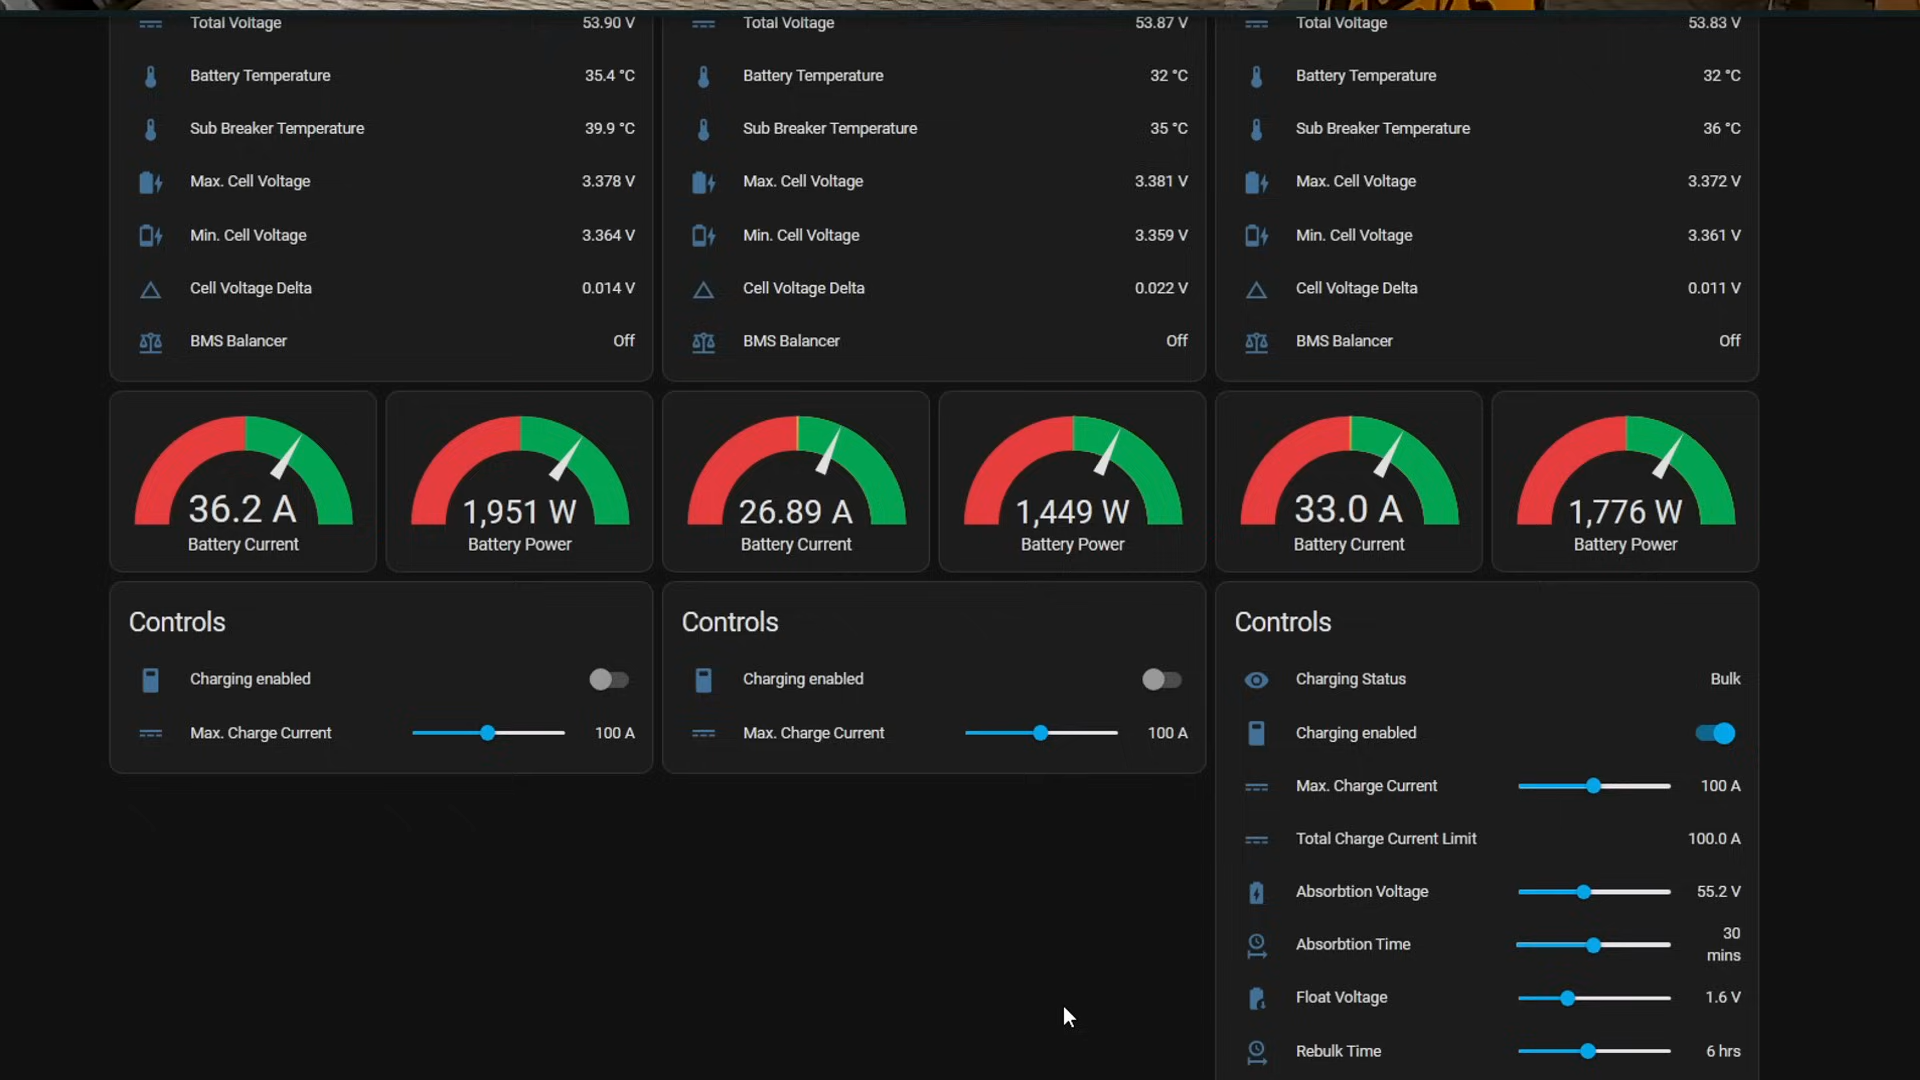 Total Voltage 53.90 V
Battery Temperature 35.4 °C
Sub Breaker Temperature 39.9 °C
Max. Cell Voltage 3.378 V
Min. Cell Voltage 3.364 V
Cell Voltage Delta 0.014 V
BMS Balancer Off
Total Voltage 53.87 V
Battery Temperature 32 °C
Sub Breaker Temperature 35 °C
Max. Cell Voltage 3.381 V
Min. Cell Voltage 3.359 V
Cell Voltage Delta 0.022 V
BMS Balancer Off
Total Voltage 53.83 V
Battery Temperature 32 °C
Sub Breaker Temperature 36 °C
Max. Cell Voltage 3.372 V
Min. Cell Voltage 3.361 V
Cell Voltage Delta 0.011 V
BMS Balancer Off
36.2 A
Battery Current
1,951 W
Battery Power
26.89 A
Battery Current
1,449 W
Battery Power
33.0 A
Battery Current
1,776 W
Battery Power
Controls
Charging enabled
Max. Charge Current 100 A
Controls
Charging enabled
Max. Charge Current 100 A
Controls
Charging Status Bulk
Charging enabled
Max. Charge Current 100 A
Total Charge Current Limit 100.0 A
Absorbtion Voltage 55.2 V
Absorbtion Time 30
mins
Float Voltage 1.6 V
Rebulk Time 6 hrs